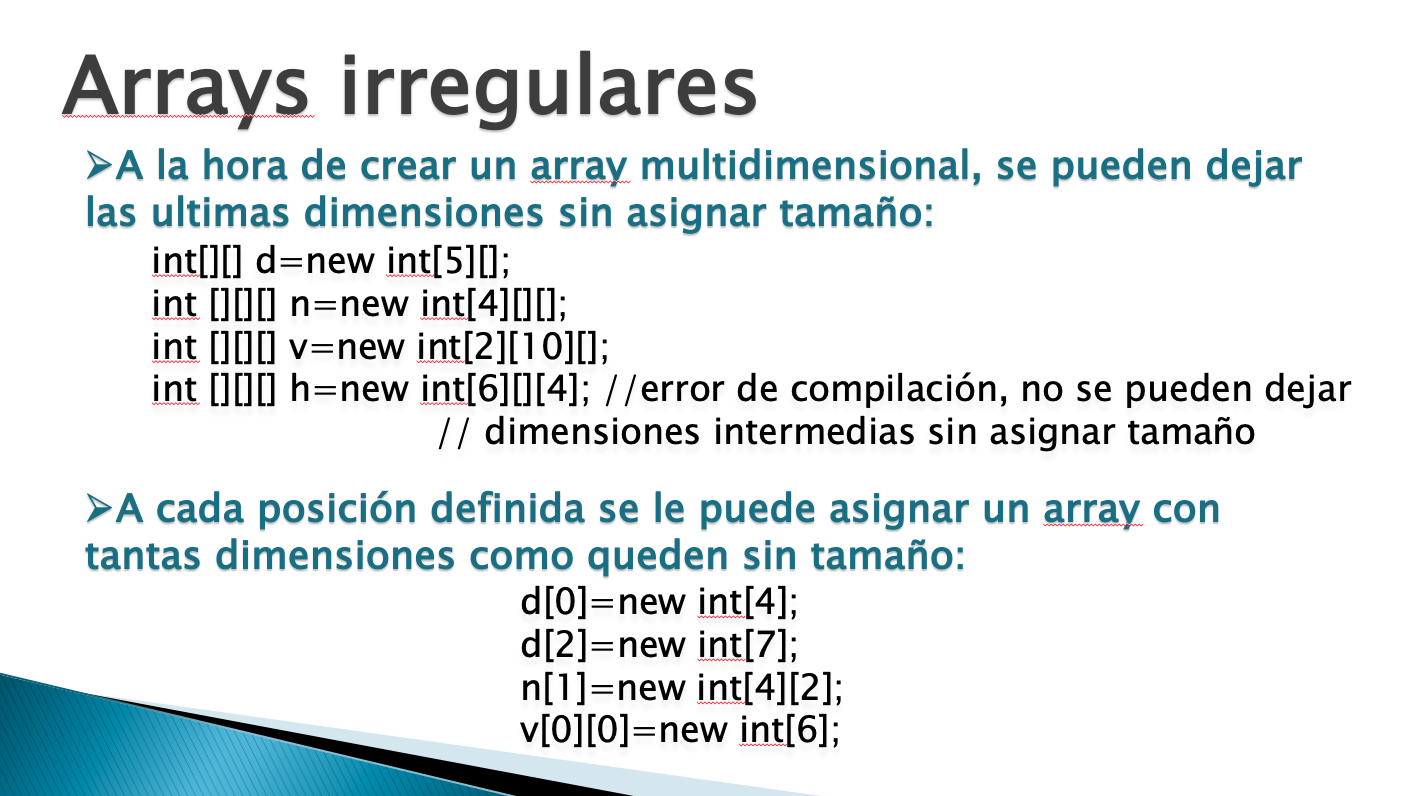 Arrays irregulares
➢A la hora de crear un array multidimensional, se pueden dejar
las ultimas dimensiones sin asignar tamaño:
int[][] d=new int[5][];
int [][][] n=new int[4][][];
int [][][] v=new int[2][10][];
int [][][] h=new int[6][][4]; //error de compilación, no se pueden dejar
// dimensiones intermedias sin asignar tamaño
➢A cada posición definida se le puede asignar un array con
tantas dimensiones como queden sin tamaño:
d[0]=new int[4];
d[2]=new int[7];
n[1]=new int[4][2];
v[0][0]=new int[6];